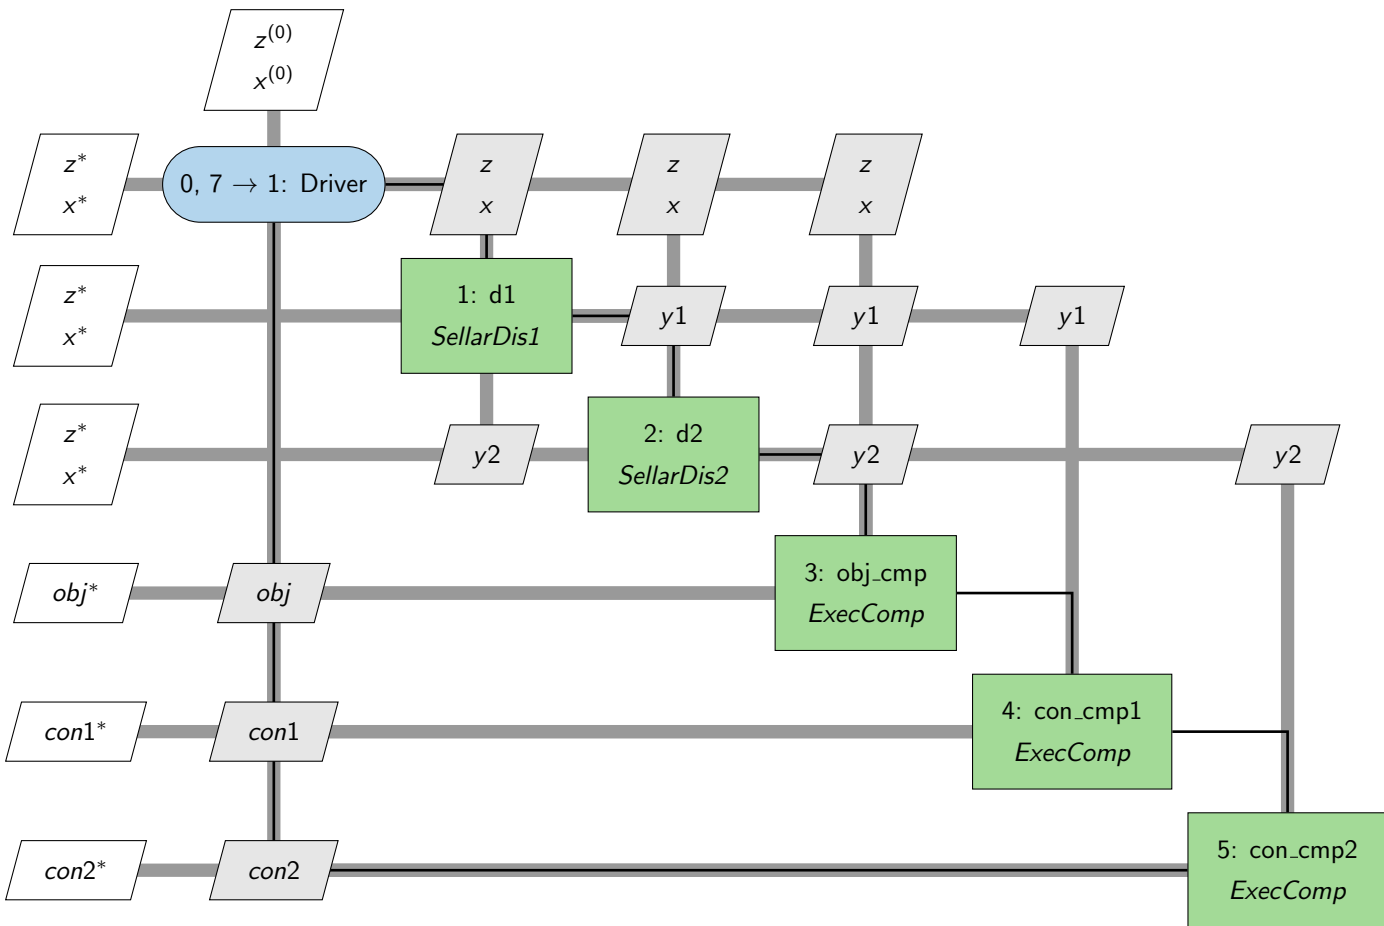 z^(0)
x^(0)
z*
x*
0, 7 → 1: Driver
z
x
z
x
z
x
z*
x*
1: d1
SellarDis1
y1
y1
y1
z*
x*
y2
2: d2
SellarDis2
y2
y2
obj*
obj
3: obj_cmp
ExecComp
con1*
con1
4: con_cmp1
ExecComp
con2*
con2
5: con_cmp2
ExecComp